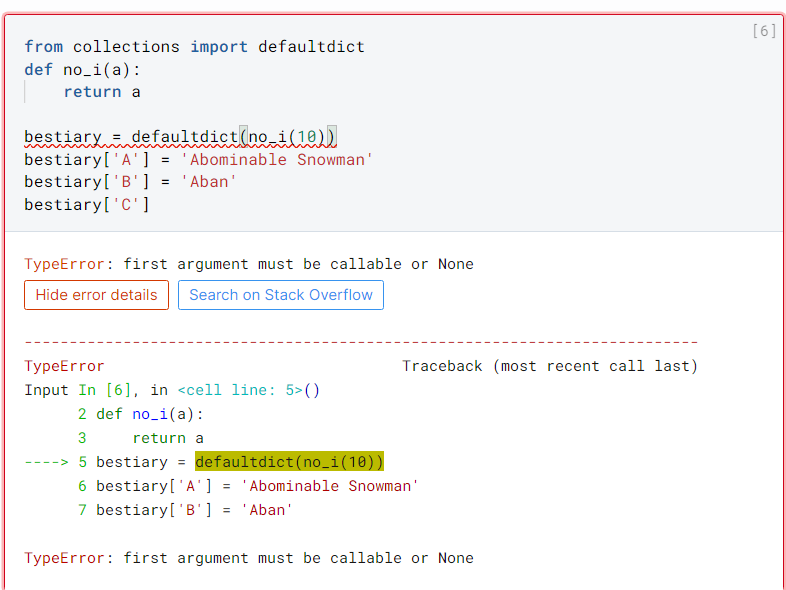 [6]
from collections import defaultdict
def no_i(a):
    return a
bestiary = defaultdict(no_i(10))
bestiary['A'] = 'Abominable Snowman'
bestiary['B'] = 'Aban'
bestiary['C']
TypeError: first argument must be callable or None
Hide error details Search on Stack Overflow
---------------------------------------------------------------------------
TypeError Traceback (most recent call last)
Input In [6], in <cell line: 5>()
2 def no_i(a):
3     return a
----> 5 bestiary = defaultdict(no_i(10))
6 bestiary['A'] = 'Abominable Snowman'
7 bestiary['B'] = 'Aban'
TypeError: first argument must be callable or None